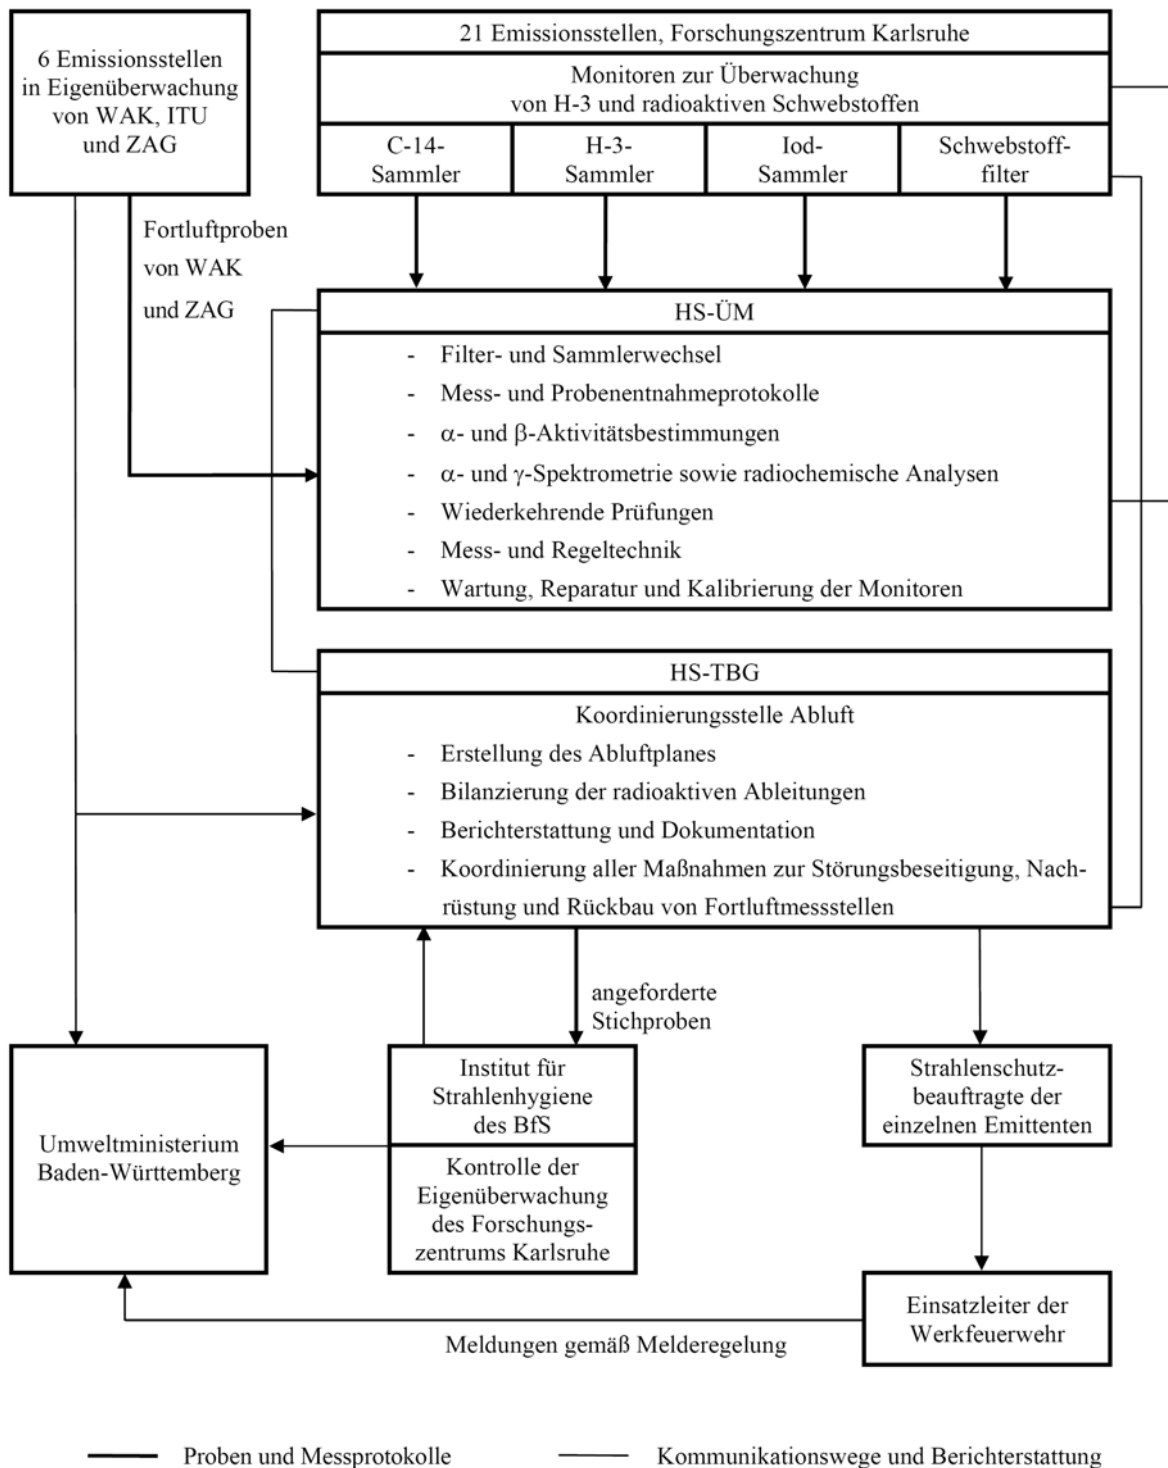 6 Emissionsstellen
in Eigenüberwachung
von WAK, ITU
und ZAG
21 Emissionsstellen, Forschungszentrum Karlsruhe
Monitoren zur Überwachung
von H-3 und radioaktiven Schwebstoffen
C-14-
Sammler
H-3-
Sammler
Iod-
Sammler
Schwebstoff-
filter
Fortluftproben
von WAK
und ZAG
HS-ÜM
- Filter- und Sammlerwechsel
- Mess- und Probenentnahmeprotokolle
- α- und β-Aktivitätsbestimmungen
- α- und γ-Spektrometrie sowie radiochemische Analysen
- Wiederkehrende Prüfungen
- Mess- und Regeltechnik
- Wartung, Reparatur und Kalibrierung der Monitoren
HS-TBG
Koordinierungsstelle Abluft
- Erstellung des Abluftplanes
- Bilanzierung der radioaktiven Ableitungen
- Berichterstattung und Dokumentation
- Koordinierung aller Maßnahmen zur Störungsbeseitigung, Nach-
rüstung und Rückbau von Fortluftmessstellen
angeforderte
Stichproben
Umweltministerium
Baden-Württemberg
Institut für
Strahlenhygiene
des BfS
Kontrolle der
Eigenüberwachung
des Forschungs-
zentrums Karlsruhe
Strahlenschutz-
beauftragte der
einzelnen Emittenten
Einsatzleiter der
Werkfeuerwehr
Meldungen gemäß Melderegelung
Proben und Messprotokolle
Kommunikationswege und Berichterstattung